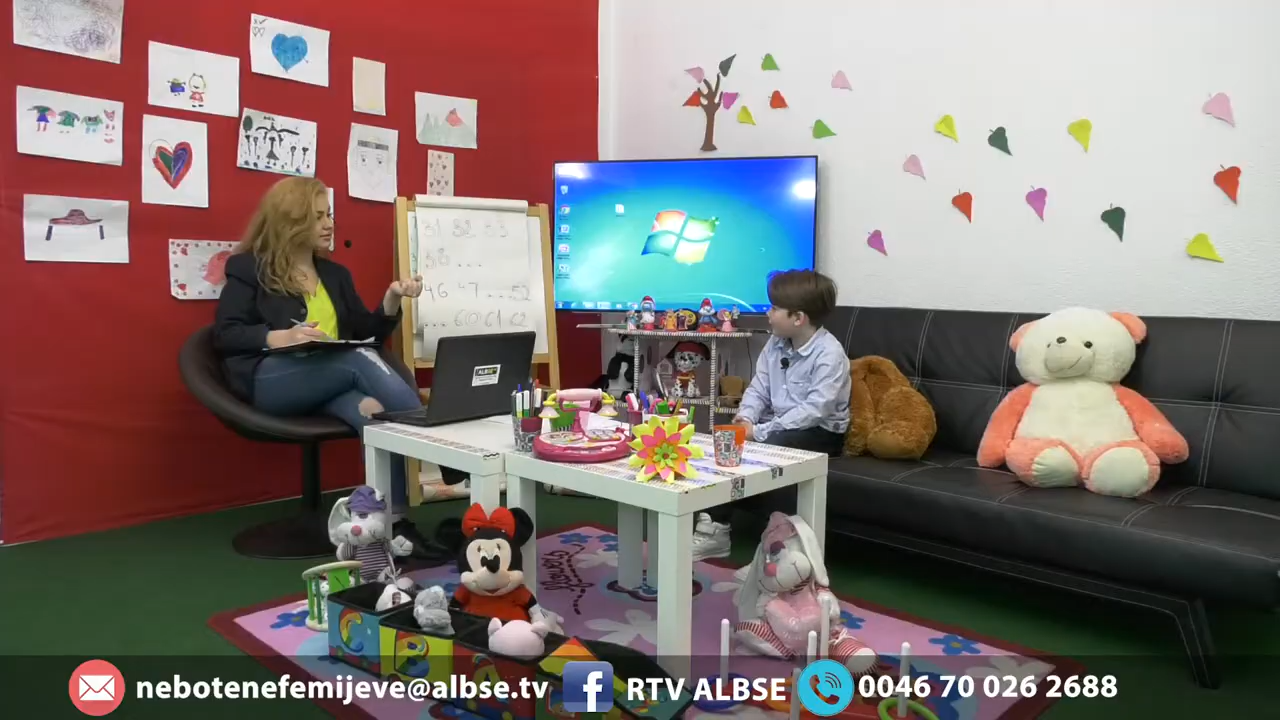 31 32 33
38 ...
46 47 ... 52
... 60 61 62
ALBSE
nebotenefemijeve@albse.tv
RTV ALBSE
0046 70 026 2688